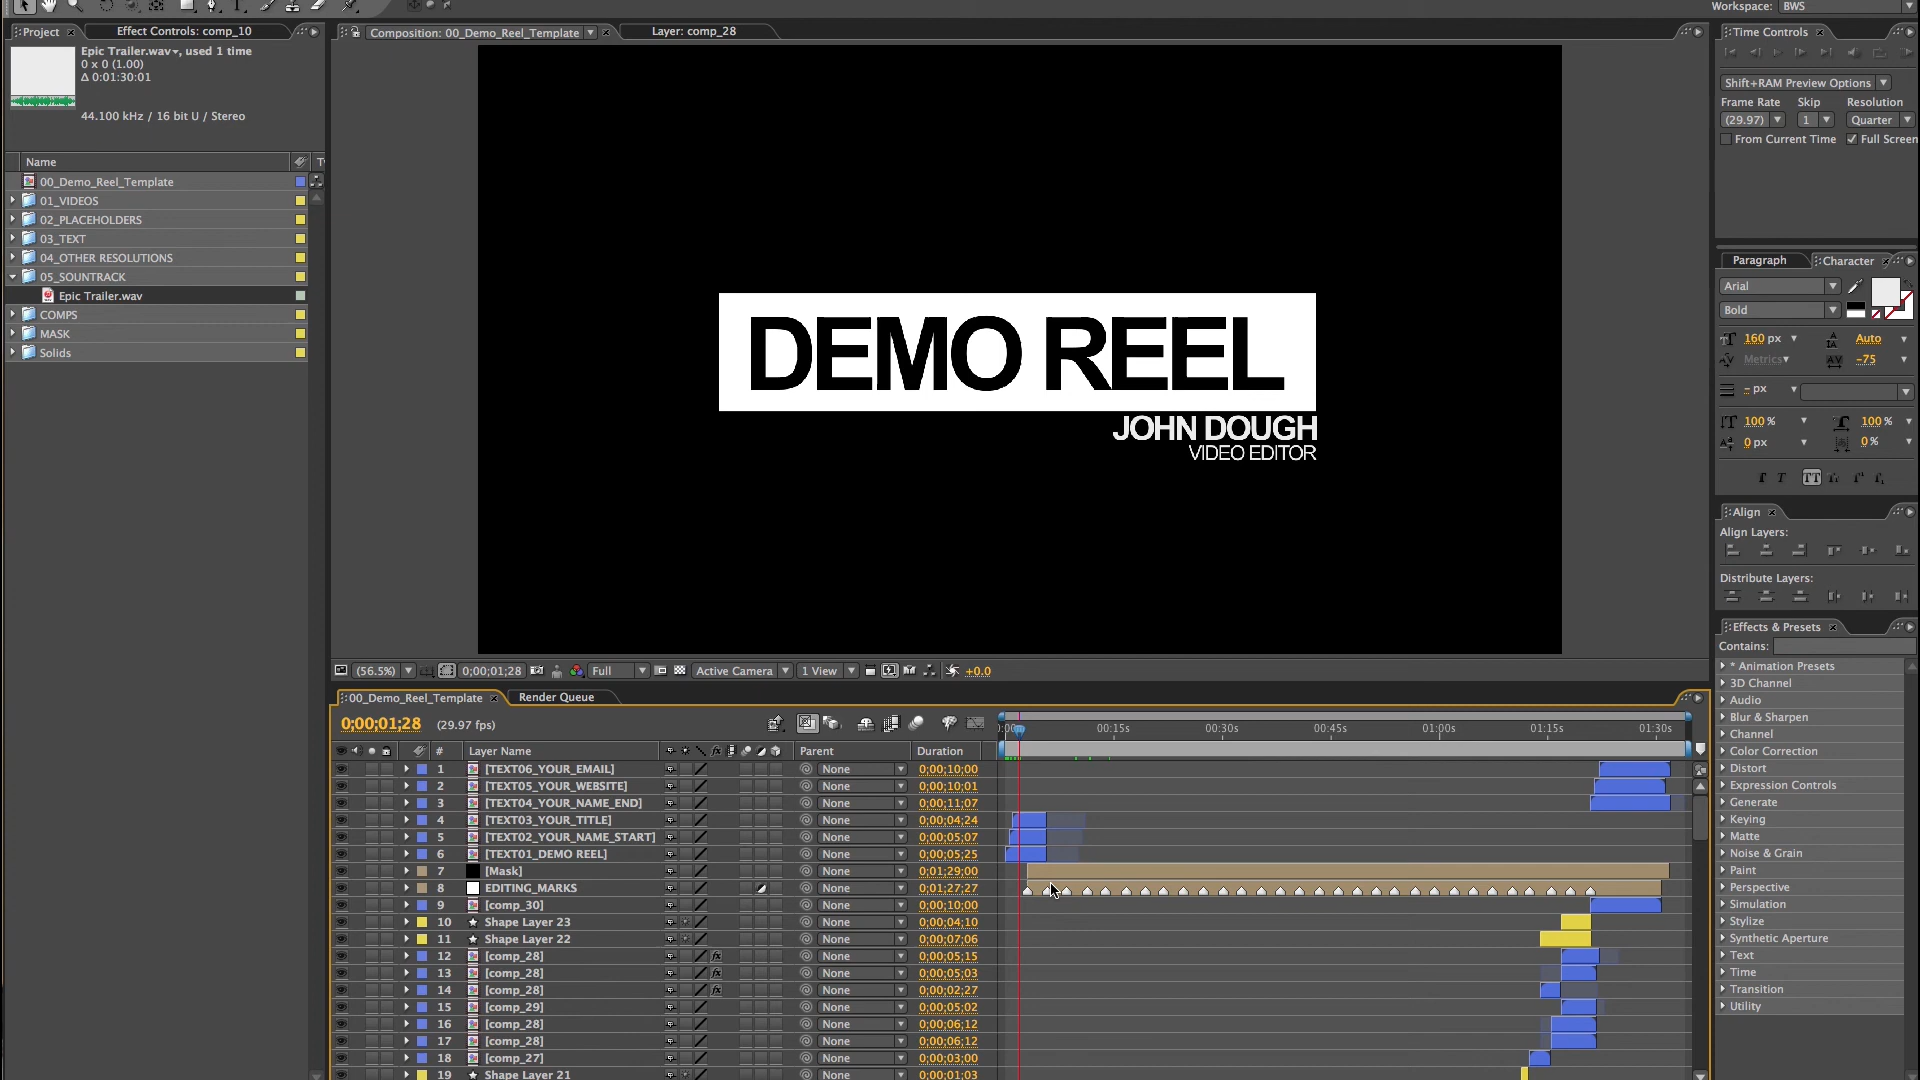 Workspace: BWS
Project
Effect Controls: comp_10
Composition: 00_Demo_Reel_Template
Layer: comp_28
Time Controls
Epic Trailer.wav, used 1 time
0 x 0 (1.00)
Δ 0:01:30:01
44.100 kHz / 16 bit U / Stereo
Name
00_Demo_Reel_Template
01_VIDEOS
02_PLACEHOLDERS
03_TEXT
04_OTHER RESOLUTIONS
05_SOUNTRACK
Epic Trailer.wav
COMPS
MASK
Solids
DEMO REEL
JOHN DOUGH
VIDEO EDITOR
(56.5%) 0;00;01;28 Full Active Camera 1 View +0.0
Shift+RAM Preview Options
Frame Rate Skip Resolution
(29.97) 1 Quarter
From Current Time Full Screen
Paragraph Character
Arial
Bold
160 px Auto
Metrics -75
- px
100 % 100 %
0 px 0 %
Align
Align Layers:
Distribute Layers:
Effects & Presets
Contains:
* Animation Presets
3D Channel
Audio
Blur & Sharpen
Channel
Color Correction
Distort
Expression Controls
Generate
Keying
Matte
Noise & Grain
Paint
Perspective
Simulation
Stylize
Synthetic Aperture
Text
Time
Transition
Utility
00_Demo_Reel_Template Render Queue
0;00;01;28 (29.97 fps)
00:15s 00:30s 00:45s 01:00s 01:15s 01:30s
# Layer Name Parent Duration
1 [TEXT06_YOUR_EMAIL] None 0;00;10;00
2 [TEXT05_YOUR_WEBSITE] None 0;00;10;01
3 [TEXT04_YOUR_NAME_END] None 0;00;11;07
4 [TEXT03_YOUR_TITLE] None 0;00;04;24
5 [TEXT02_YOUR_NAME_START] None 0;00;05;07
6 [TEXT01_DEMO REEL] None 0;00;05;25
7 [Mask] None 0;01;29;00
8 EDITING_MARKS None 0;01;27;27
9 [comp_30] None 0;00;10;00
10 Shape Layer 23 None 0;00;04;10
11 Shape Layer 22 None 0;00;07;06
12 [comp_28] None 0;00;05;15
13 [comp_28] None 0;00;05;03
14 [comp_28] None 0;00;02;27
15 [comp_29] None 0;00;05;02
16 [comp_28] None 0;00;06;12
17 [comp_28] None 0;00;06;12
18 [comp_27] None 0;00;03;00
19 Shape Layer 21 None 0;00;01;03